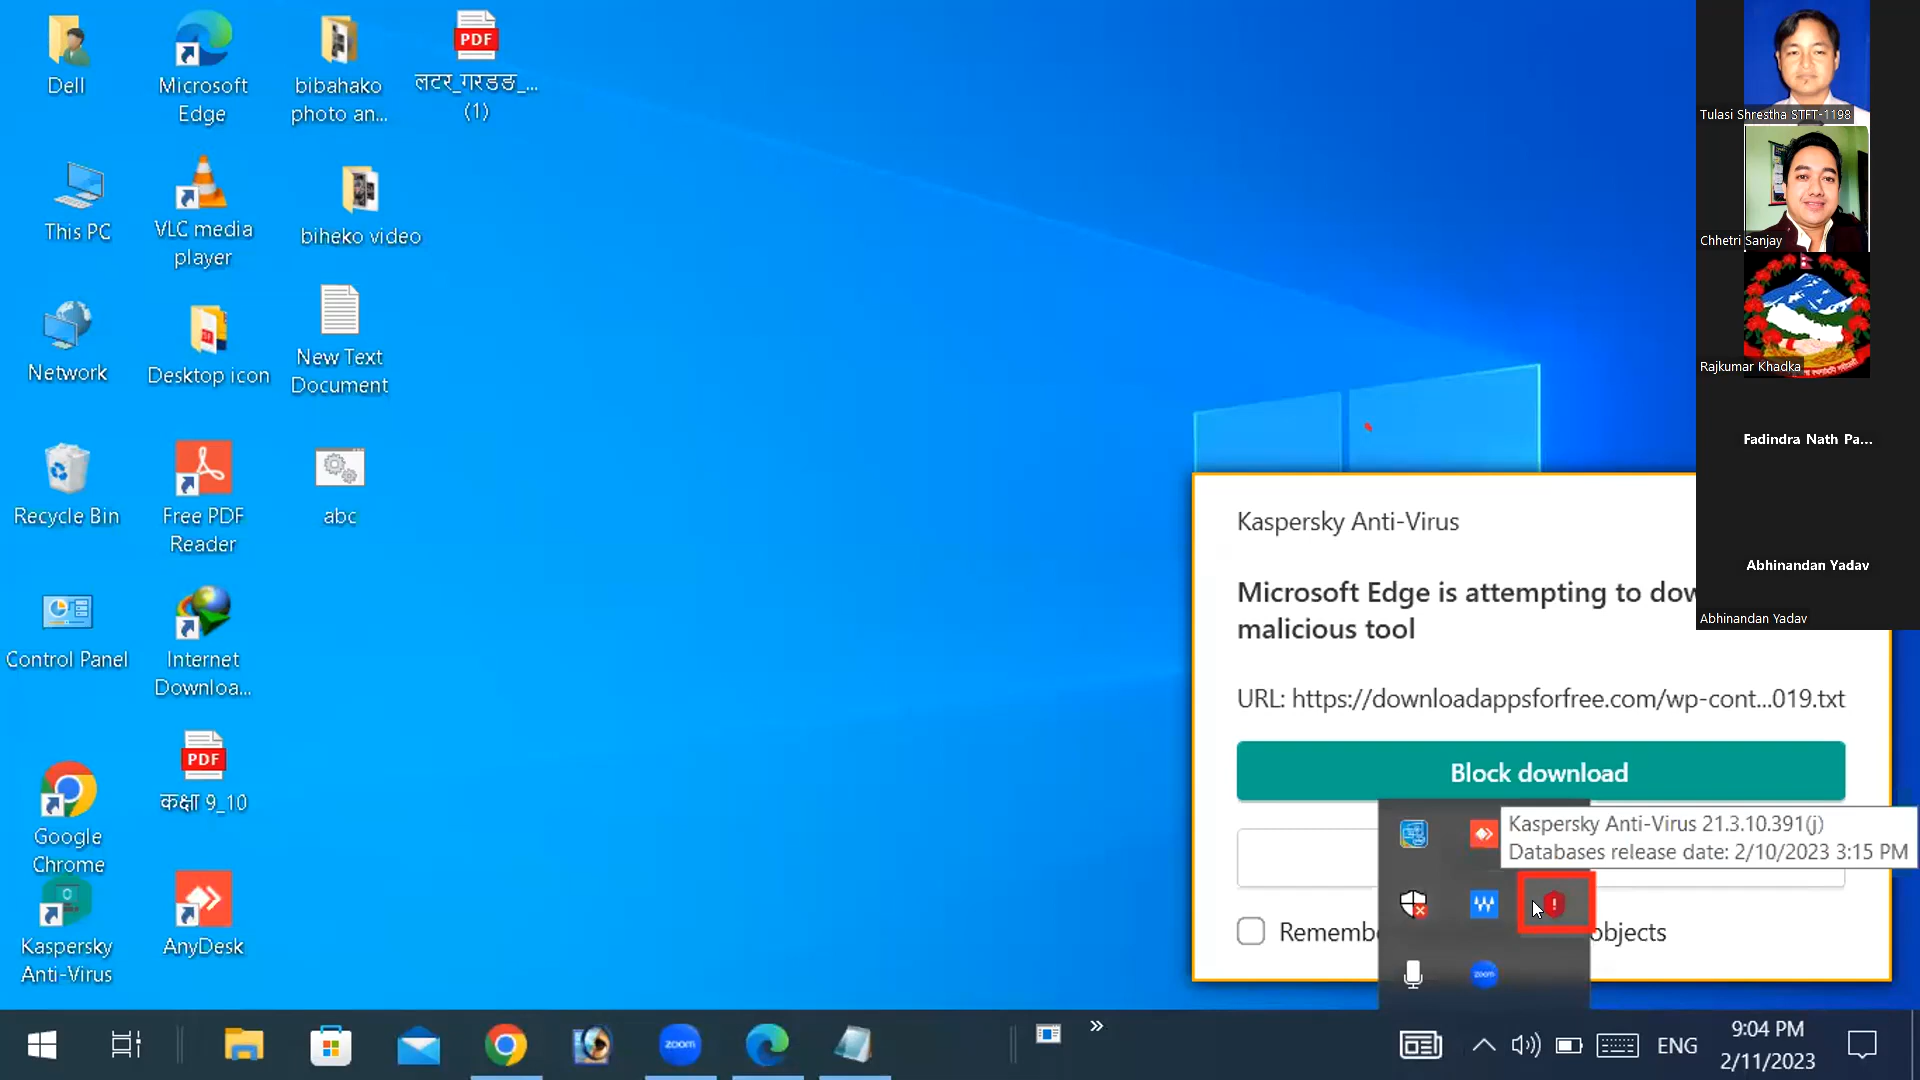 Dell
Microsoft
Edge
bibahako
photo an...
PDF
लटर_गरडङ_...
(1)
This PC
VLC media
player
biheko video
Network
Desktop icon
New Text
Document
Recycle Bin
Free PDF
Reader
abc
Control Panel
Internet
Downloa...
Google
Chrome
PDF
कक्षा 9_10
Kaspersky
Anti-Virus
AnyDesk
Tulasi Shrestha STFT-1198
Chhetri Sanjay
Rajkumar Khadka
Fadindra Nath Pa...
Abhinandan Yadav
Abhinandan Yadav
Kaspersky Anti-Virus
Microsoft Edge is attempting to dow
malicious tool
URL: https://downloadappsforfree.com/wp-cont...019.txt
Block download
Kaspersky Anti-Virus 21.3.10.391(j)
Databases release date: 2/10/2023 3:15 PM
Rememb
objects
zoom
zoom
ENG
9:04 PM
2/11/2023